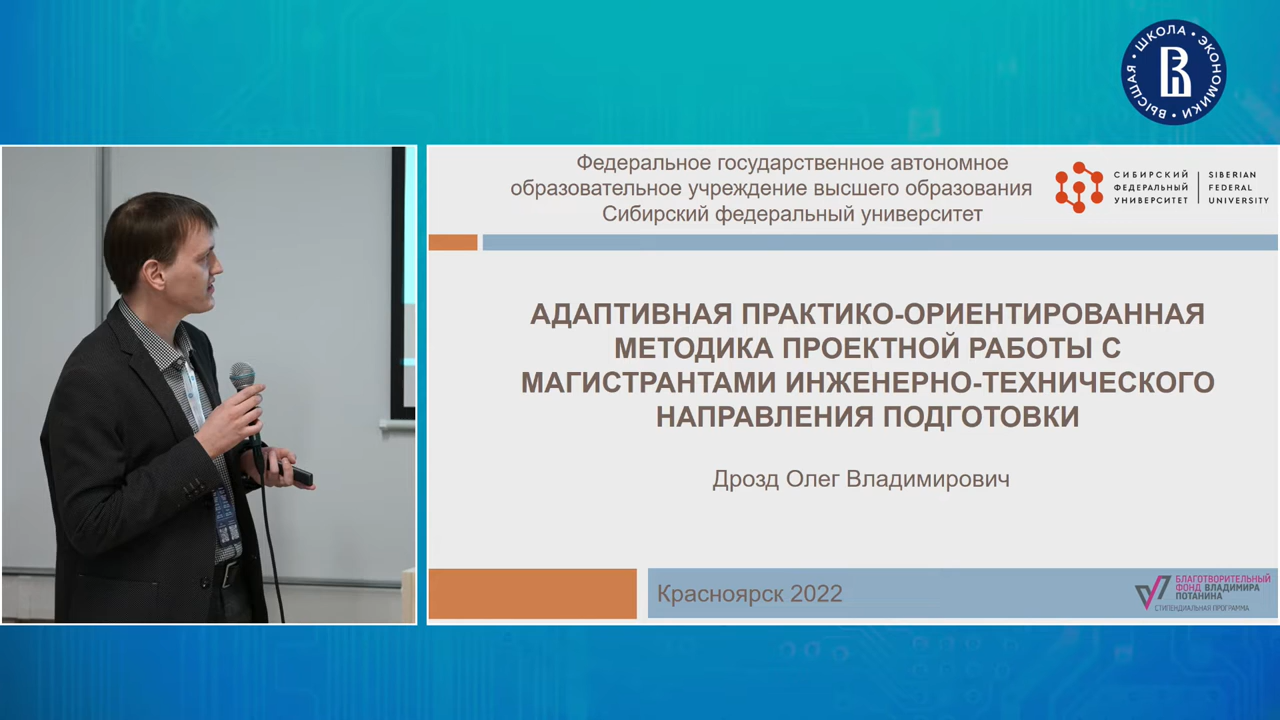 ВЫСШАЯ • ШКОЛА • ЭКОНОМИКИ •
Федеральное государственное автономное
образовательное учреждение высшего образования
Сибирский федеральный университет
СИБИРСКИЙ
ФЕДЕРАЛЬНЫЙ
УНИВЕРСИТЕТ
SIBERIAN
FEDERAL
UNIVERSITY
АДАПТИВНАЯ ПРАКТИКО-ОРИЕНТИРОВАННАЯ
МЕТОДИКА ПРОЕКТНОЙ РАБОТЫ С
МАГИСТРАНТАМИ ИНЖЕНЕРНО-ТЕХНИЧЕСКОГО
НАПРАВЛЕНИЯ ПОДГОТОВКИ
Дрозд Олег Владимирович
Красноярск 2022
БЛАГОТВОРИТЕЛЬНЫЙ
ФОНД ВЛАДИМИРА
ПОТАНИНА
СТИПЕНДИАЛЬНАЯ ПРОГРАММА